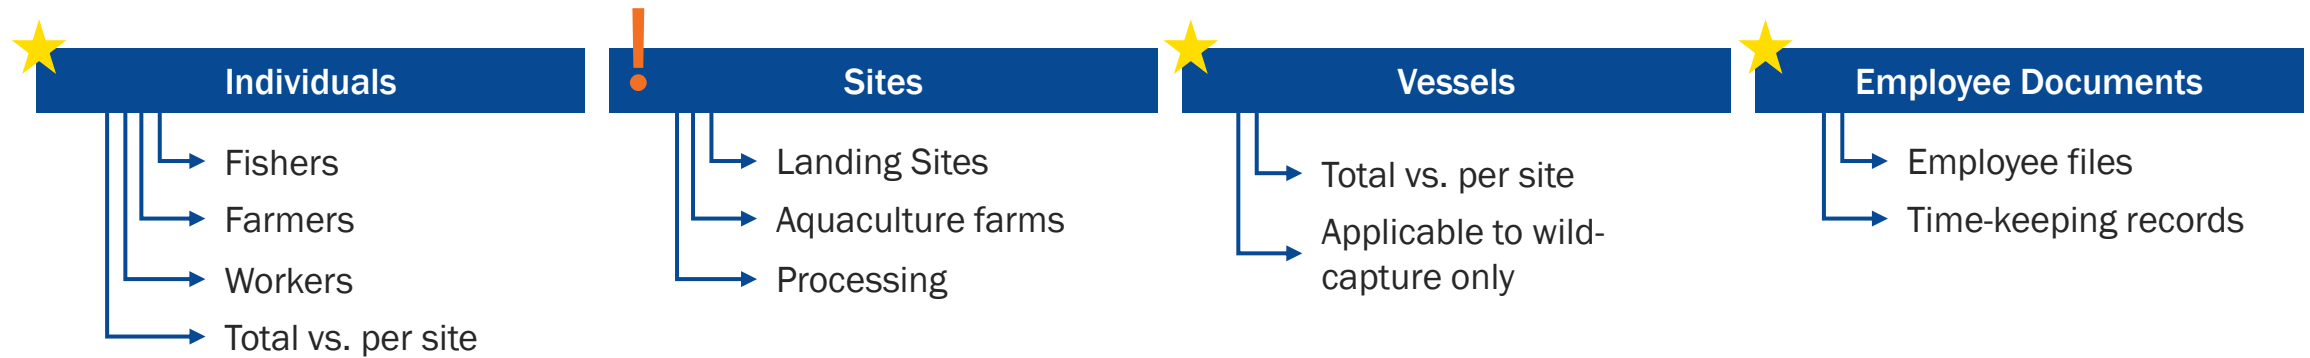 Individuals
Fishers
Farmers
Workers
Total vs. per site
!
Sites
Landing Sites
Aquaculture farms
Processing
Vessels
Total vs. per site
Applicable to wild-
capture only
Employee Documents
Employee files
Time-keeping records